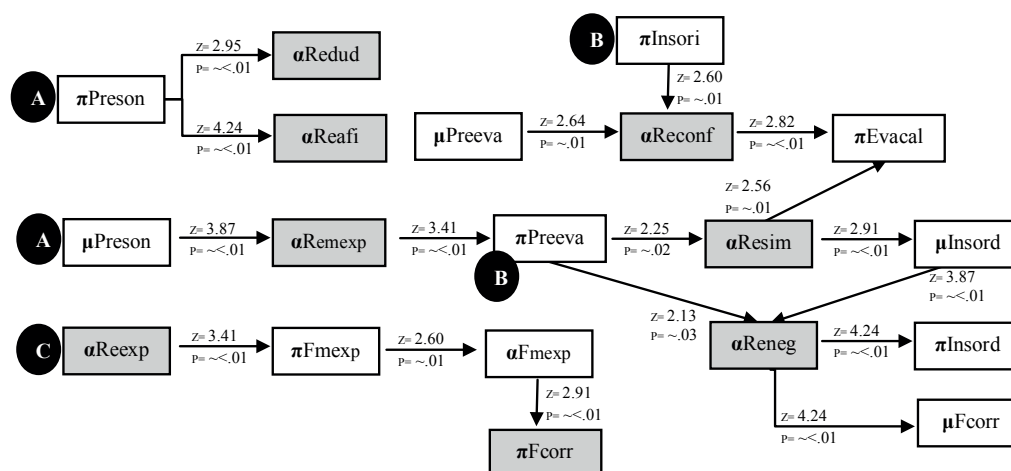 B
πInsori
Z= 2.95
P= ~<.01
αRedud
Z= 2.60
P= ~.01
A
πPreson
Z= 4.24
P= ~<.01
αReafi
μPreeva
Z= 2.64
P= ~.01
αReconf
Z= 2.82
P= ~<.01
πEvacal
Z= 2.56
P= ~.01
A
μPreson
Z= 3.87
P= ~<.01
αRemexp
Z= 3.41
P= ~<.01
πPreeva
B
Z= 2.25
P= ~.02
αResim
Z= 2.91
P= ~<.01
μInsord
Z= 3.87
P= ~<.01
Z= 2.13
P= ~.03
C
αReexp
Z= 3.41
P= ~<.01
πFmexp
Z= 2.60
P= ~.01
αFmexp
αReneg
Z= 4.24
P= ~<.01
πInsord
Z= 2.91
P= ~<.01
Z= 4.24
P= ~<.01
μFcorr
πFcorr